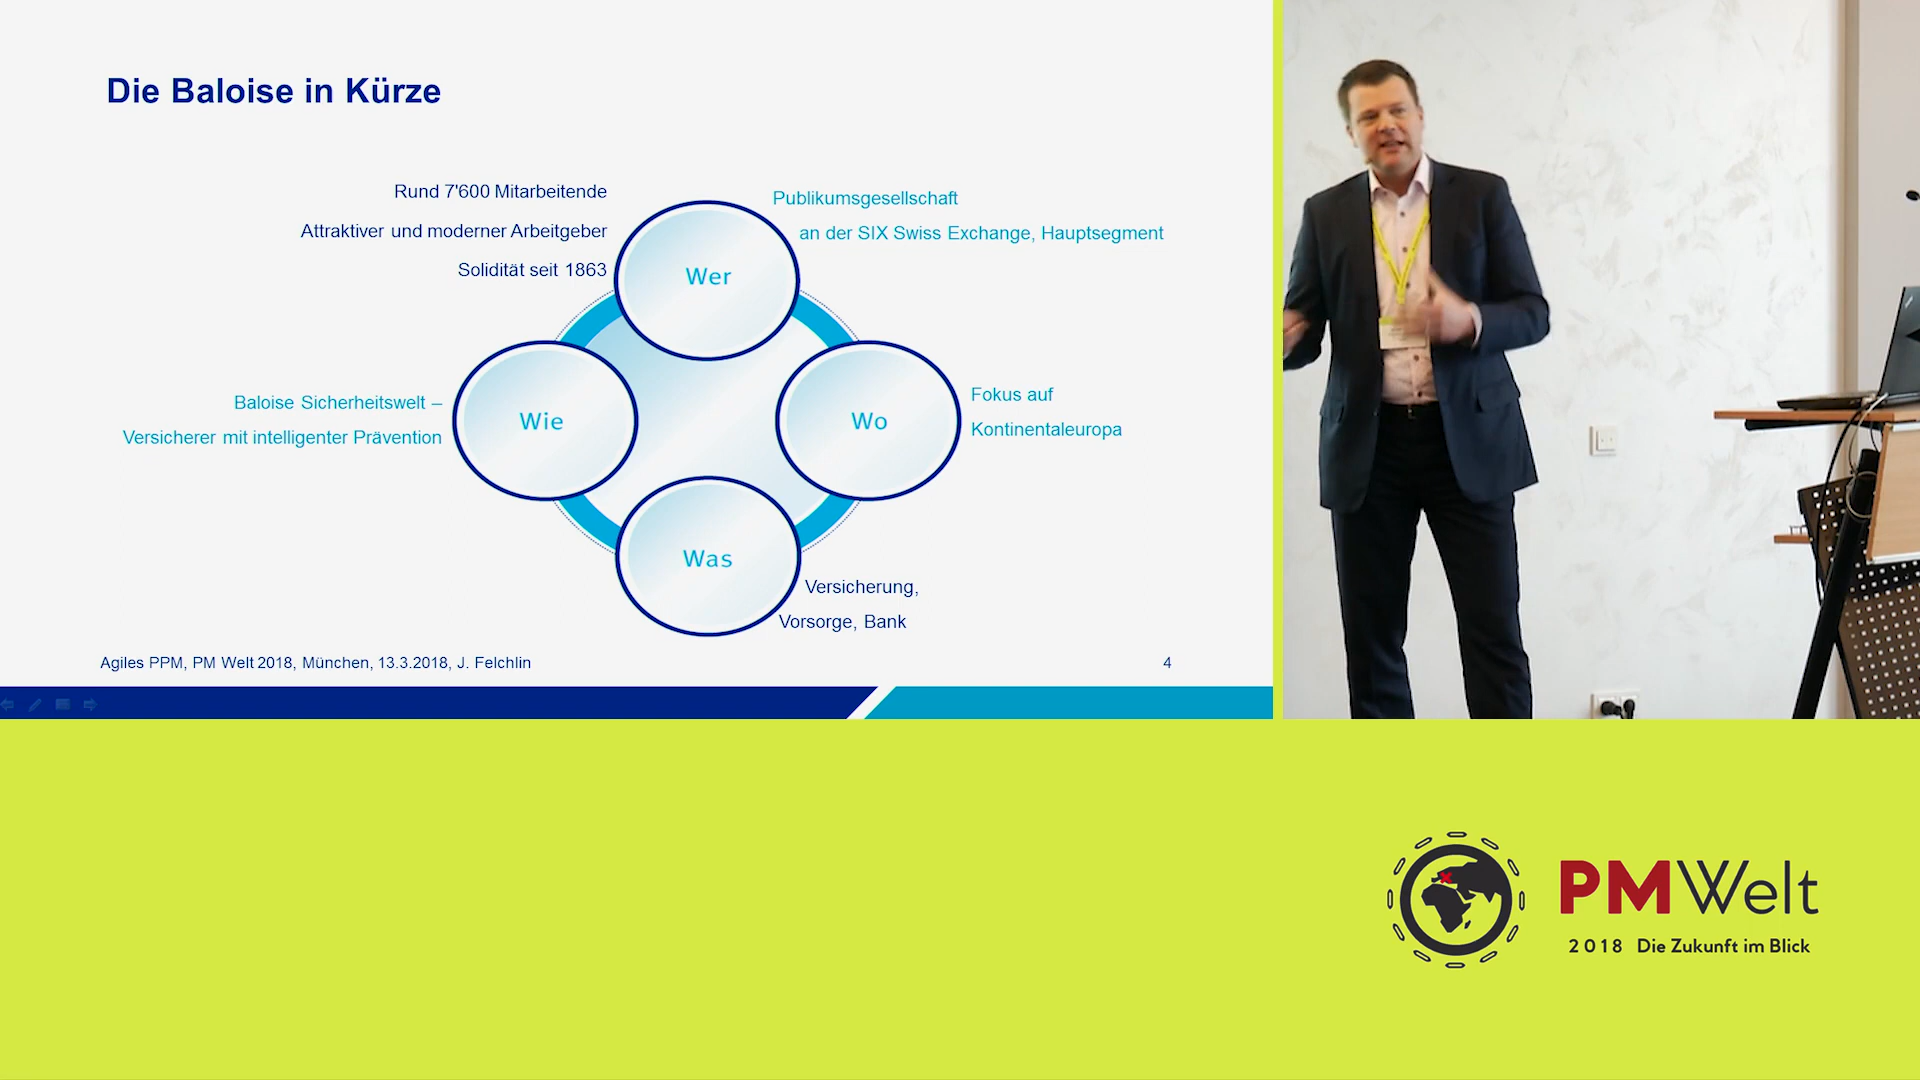 Die Baloise in Kürze
Rund 7'600 Mitarbeitende
Attraktiver und moderner Arbeitgeber
Solidität seit 1863
Publikumsgesellschaft
an der SIX Swiss Exchange, Hauptsegment
Wer
Baloise Sicherheitswelt –
Versicherer mit intelligenter Prävention
Wie
Wo
Fokus auf
Kontinentaleuropa
Was
Versicherung,
Vorsorge, Bank
Agiles PPM, PM Welt 2018, München, 13.3.2018, J. Felchlin
4
PMWelt
2018 Die Zukunft im Blick